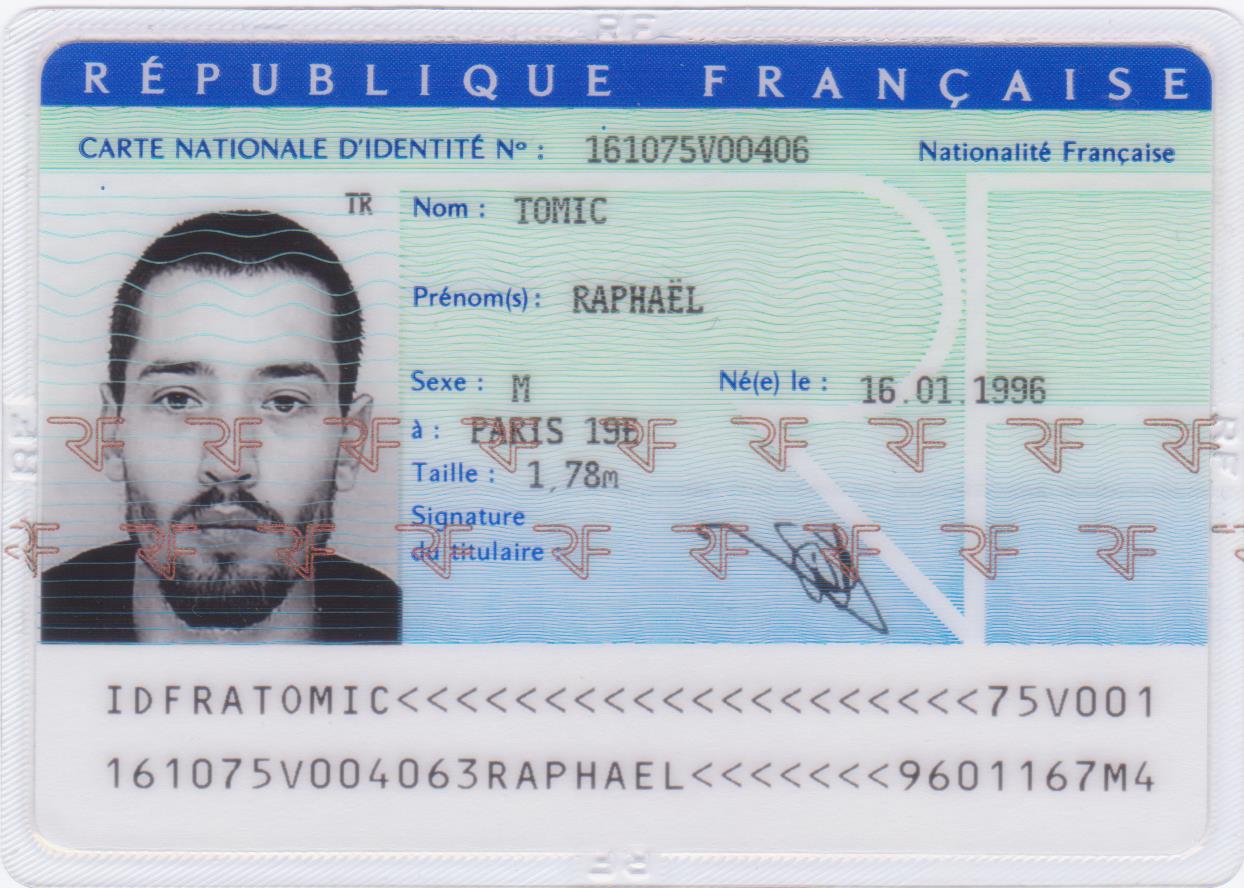 RÉPUBLIQUE FRANÇAISE
CARTE NATIONALE D'IDENTITÉ Nº : 161075V00406 Nationalité Française
TR
Nom : TOMIC
Prénom(s) : RAPHAËL
Sexe : M Né(e) le : 16.01.1996
à : PARIS 19E
Taille : 1,78m
Signature
du titulaire :
IDFRATOMIC<<<<<<<<<<<<<<<<<<<<75V001
161075V004063RAPHAEL<<<<<<<9601167M4